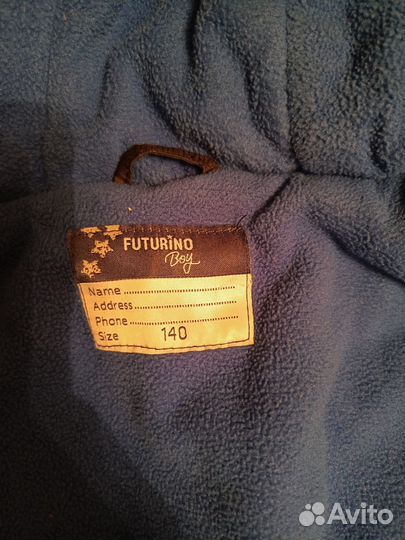 FUTURINO
Boy
Name
Address
Phone
Size 140
Avito